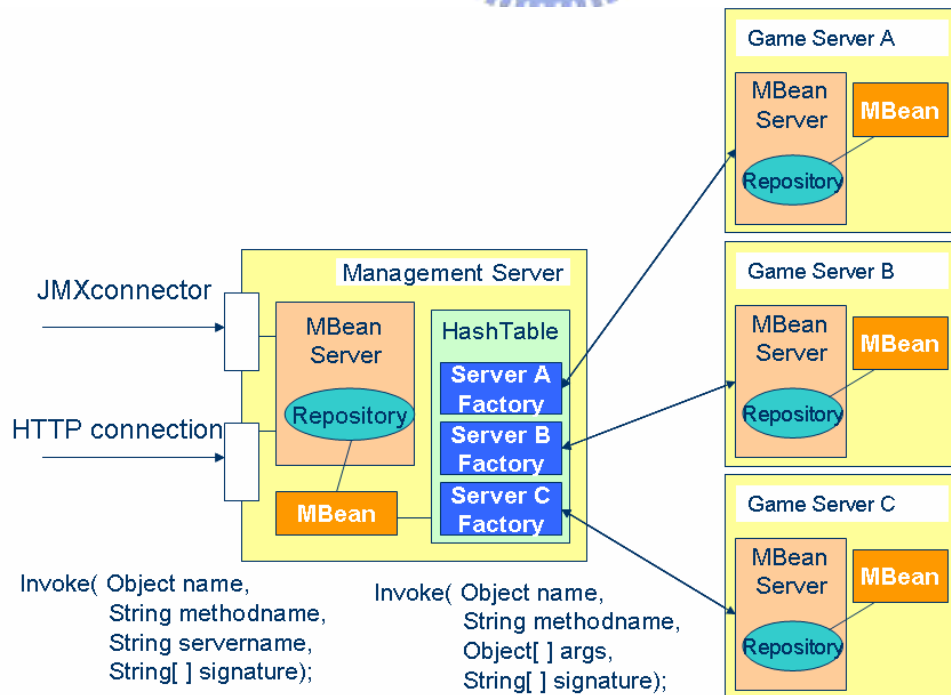 JMXconnector
HTTP connection
Management Server
MBean
Server
Repository
MBean
HashTable
Server A
Factory
Server B
Factory
Server C
Factory
Game Server A
MBean
Server
Repository
MBean
Game Server B
MBean
Server
Repository
MBean
Game Server C
MBean
Server
Repository
MBean
Invoke( Object name,
String methodname,
String servername,
String[ ] signature);
Invoke( Object name,
String methodname,
Object[ ] args,
String[ ] signature);